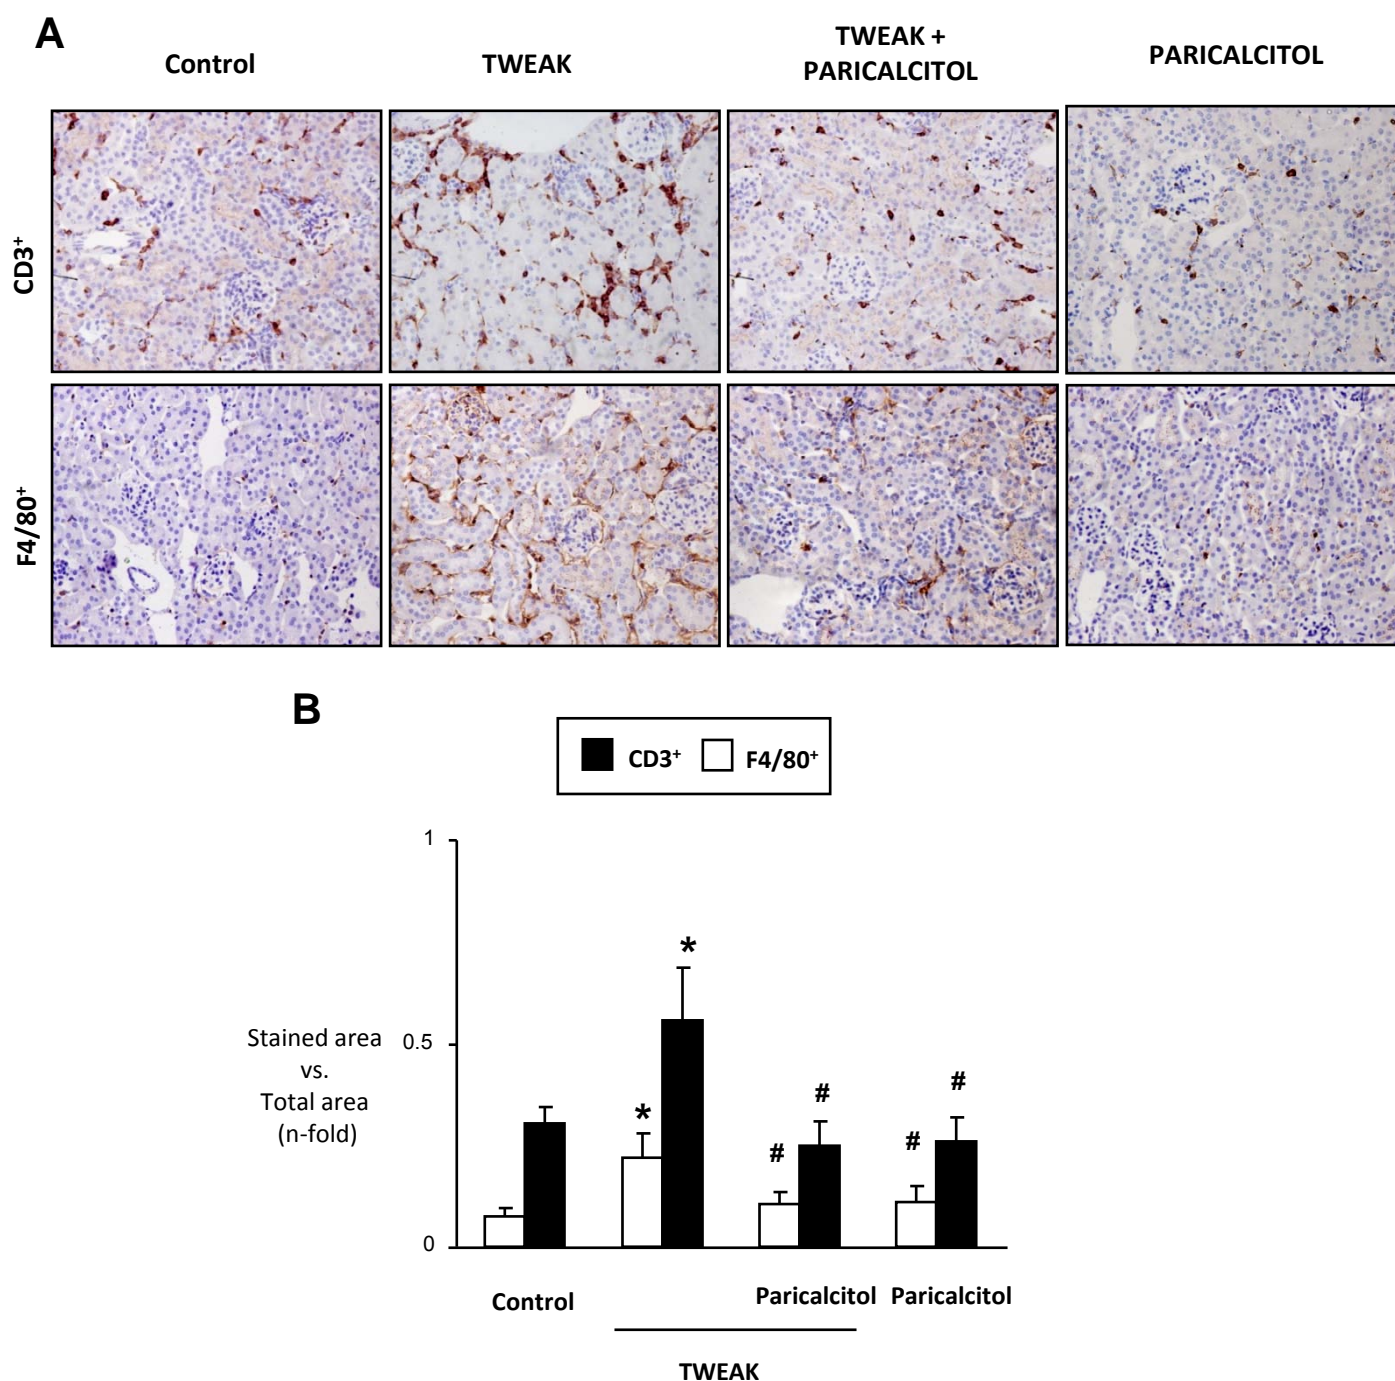 A
Control
TWEAK
TWEAK +
PARICALCITOL
PARICALCITOL
CD3⁺
F4/80⁺
B
CD3⁺
F4/80⁺
1
0.5
0
Stained area
vs.
Total area
(n-fold)
*
*
#
#
#
#
Control
Paricalcitol
Paricalcitol
TWEAK